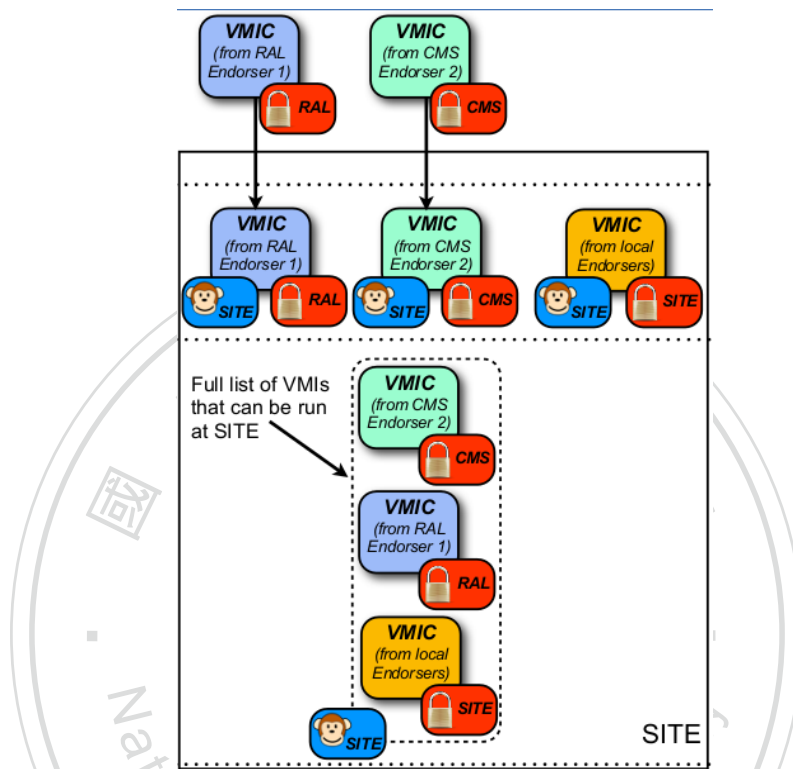 VMIC
(from RAL
Endorser 1)
RAL
VMIC
(from CMS
Endorser 2)
CMS
VMIC
(from RAL
Endorser 1)
SITE
RAL
VMIC
(from CMS
Endorser 2)
SITE
CMS
VMIC
(from local
Endorsers)
SITE
SITE
Full list of VMIs
that can be run
at SITE
VMIC
(from CMS
Endorser 2)
CMS
VMIC
(from RAL
Endorser 1)
RAL
VMIC
(from local
Endorsers)
SITE
SITE
SITE
國
Nat
y